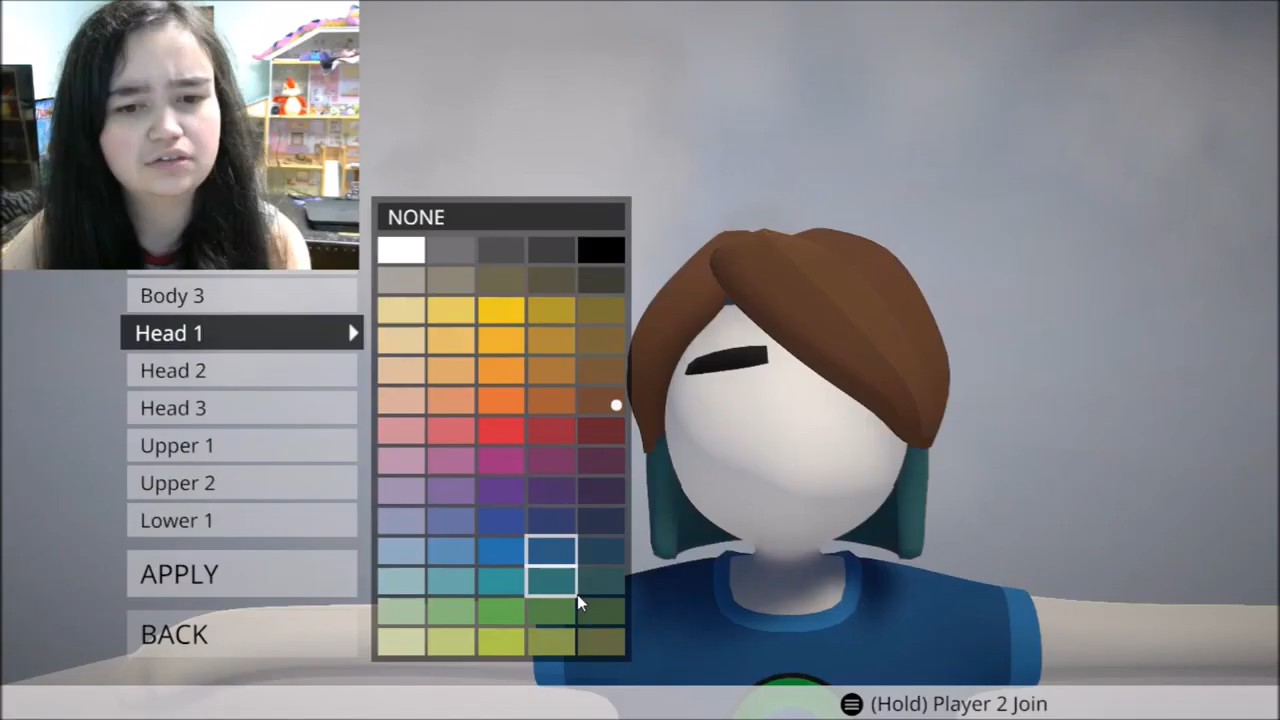 NONE
Body 3
Head 1
Head 2
Head 3
Upper 1
Upper 2
Lower 1
APPLY
BACK
(Hold) Player 2 Join